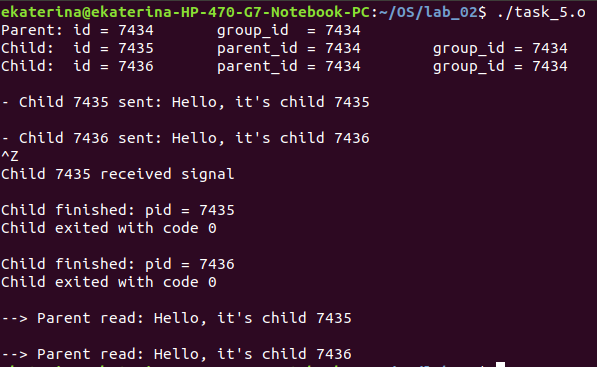 ekaterina@ekaterina-HP-470-G7-Notebook-PC:~/OS/lab_02$ ./task_5.o
Parent: id = 7434 group_id = 7434
Child: id = 7435 parent_id = 7434 group_id = 7434
Child: id = 7436 parent_id = 7434 group_id = 7434
- Child 7435 sent: Hello, it's child 7435
- Child 7436 sent: Hello, it's child 7436
^Z
Child 7435 received signal
Child finished: pid = 7435
Child exited with code 0
Child finished: pid = 7436
Child exited with code 0
--> Parent read: Hello, it's child 7435
--> Parent read: Hello, it's child 7436